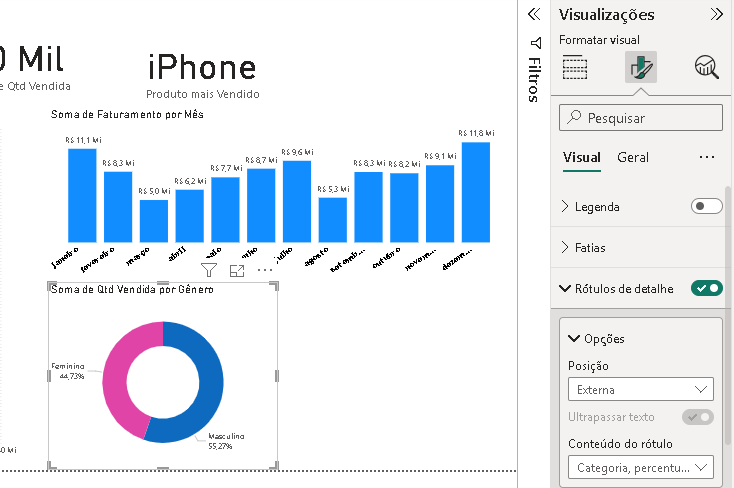 0 Mil
e Qtd Vendida
iPhone
Produto mais Vendido
Soma de Faturamento por Mês
R$ 11,1 Mi
R$ 8,3 Mi
R$ 5,0 Mi
R$ 6,2 Mi
R$ 7,7 Mi
R$ 8,7 Mi
R$ 9,6 Mi
R$ 5,3 Mi
R$ 8,3 Mi
R$ 8,2 Mi
R$ 9,1 Mi
R$ 11,8 Mi
janeiro
fevereiro
março
abril
maio
junho
julho
agosto
setemb...
outubro
novem...
dezem...
Soma de Qtd Vendida por Gênero
Feminino
44,73%
Masculino
55,27%
0 Mi
Filtros
Visualizações
Formatar visual
Pesquisar
Visual
Geral
Legenda
Fatias
Rótulos de detalhe
Opções
Posição
Externa
Ultrapassar texto
Conteúdo do rótulo
Categoria, percentu...